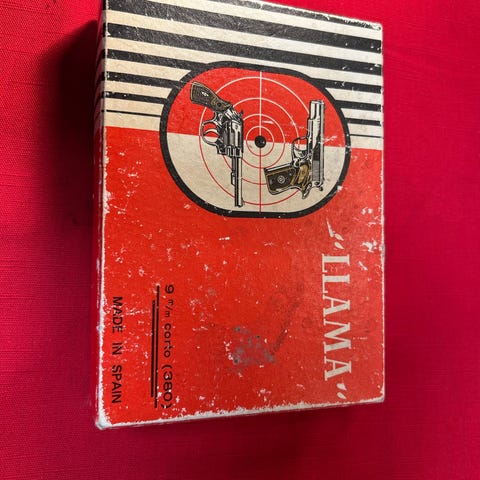 "LLAMA"
9 m/m corto (380)
MADE IN SPAIN